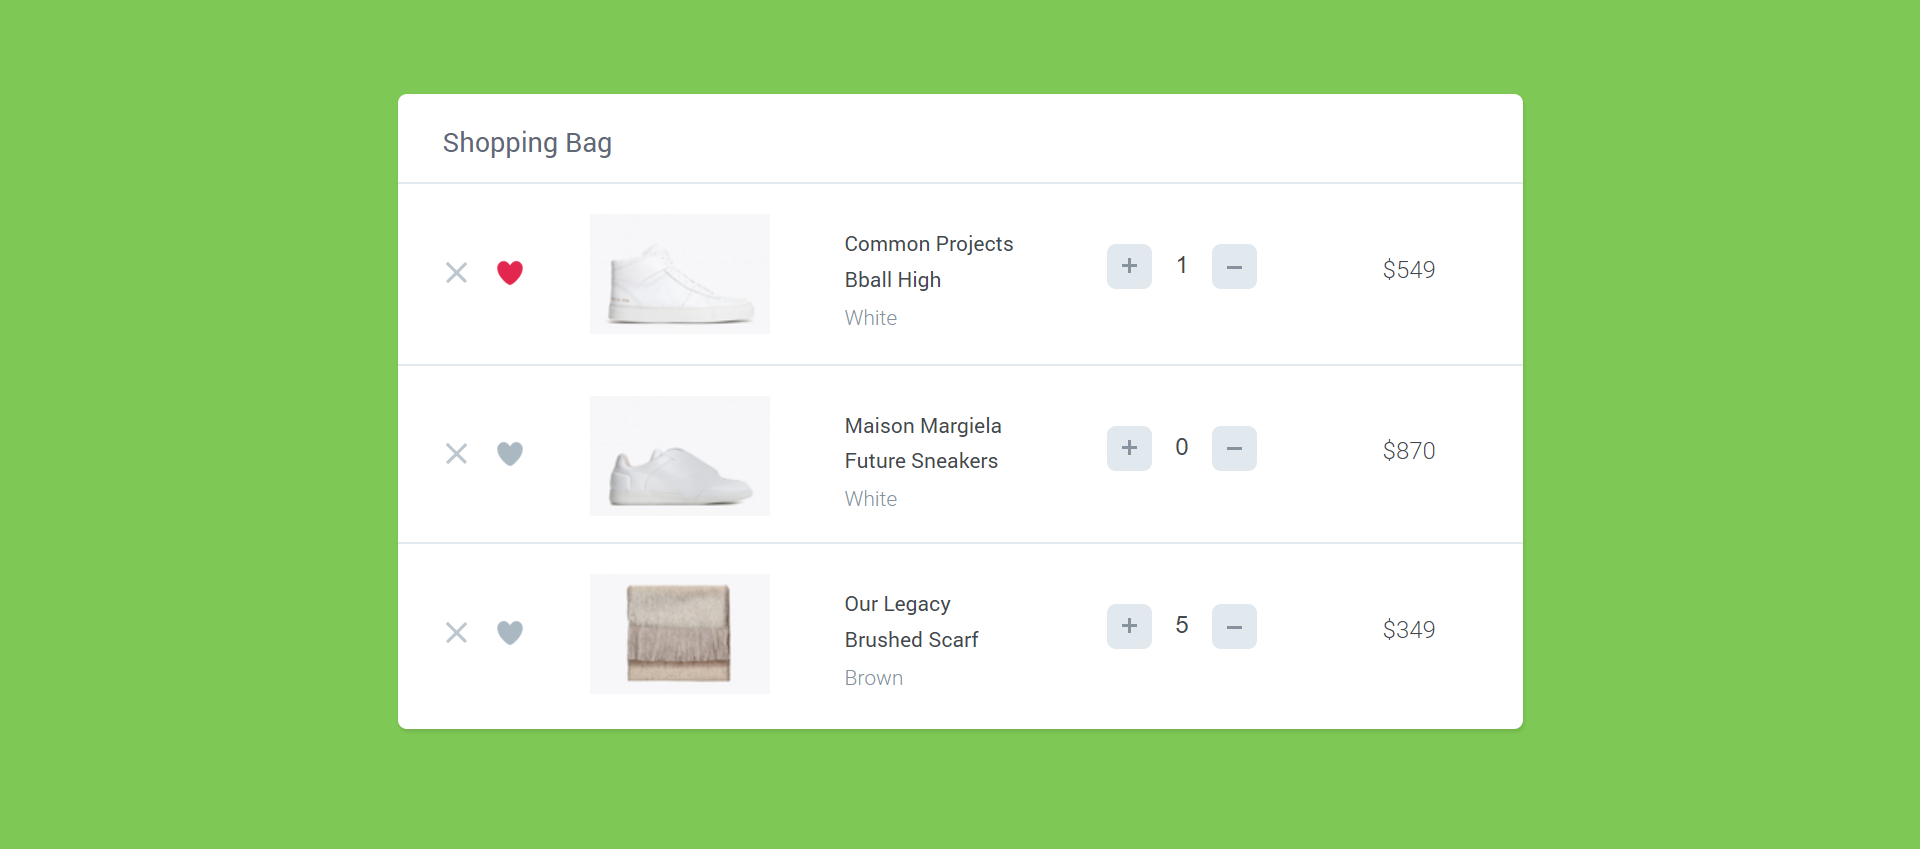 Shopping Bag
Common Projects
Bball High
White
+ 1 −
$549
Maison Margiela
Future Sneakers
White
+ 0 −
$870
Our Legacy
Brushed Scarf
Brown
+ 5 −
$349